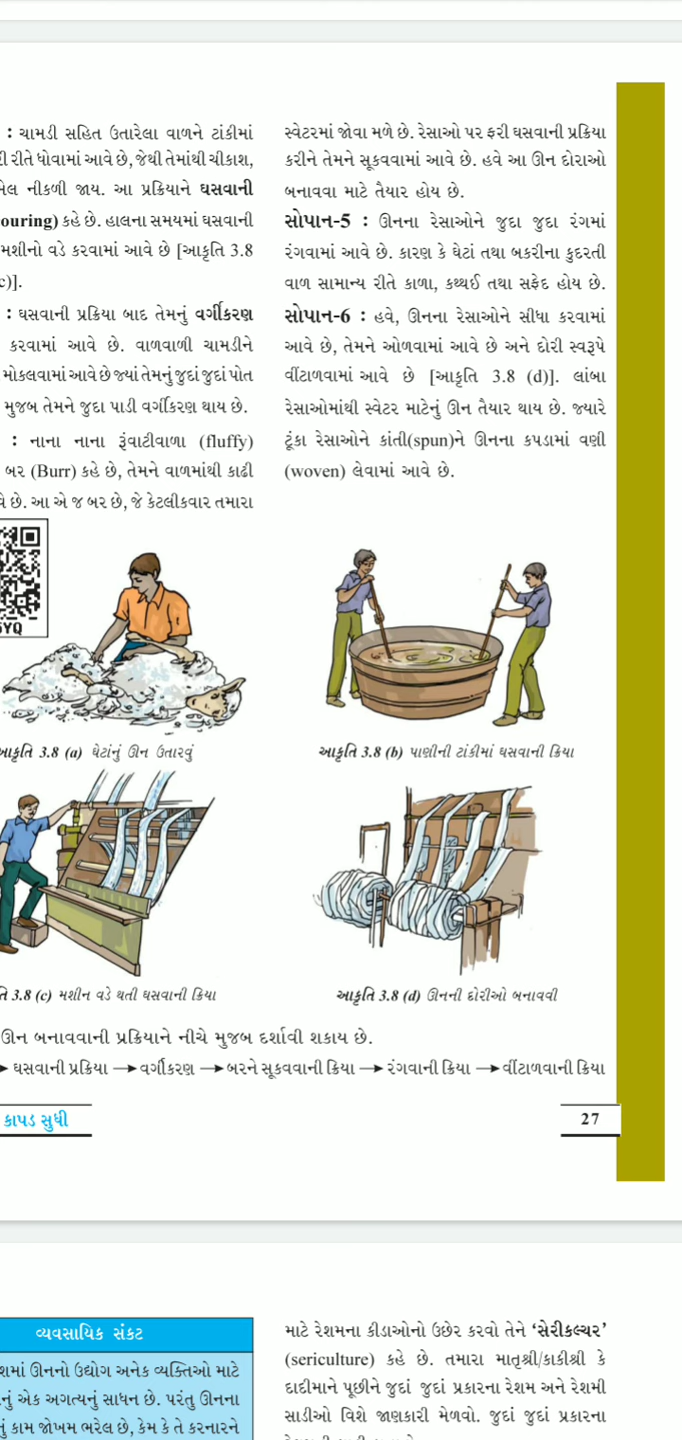 : ચામડી સહિત ઉતારેલા વાળને ટાંકીમાં
રીતે ધોવામાં આવે છે, જેથી તેમાંથી ચીકાશ,
નીકળી જાય. આ પ્રક્રિયાને ઘસવાની
ouring) કહે છે. હાલના સમયમાં ઘસવાની
મશીનો વડે કરવામાં આવે છે [આકૃતિ 3.8
c)].
: ઘસવાની પ્રક્રિયા બાદ તેમનું વર્ગીકરણ
કરવામાં આવે છે. વાળવાળી ચામડીને
મોકલવામાં આવે છે જ્યાં તેમનું જુદાં જુદાં પોત
મુજબ તેમને જુદા પાડી વર્ગીકરણ થાય છે.
: નાના નાના રૂંવાટીવાળા (fluffy)
બર (Burr) કહે છે, તેમને વાળમાંથી કાઢી
છે. આ એ જ બર છે, જે કેટલીકવાર તમારા
સ્વેટરમાં જોવા મળે છે. રેસાઓ પર ફરી ઘસવાની પ્રક્રિયા
કરીને તેમને સૂકવવામાં આવે છે. હવે આ ઊન દોરાઓ
બનાવવા માટે તૈયાર હોય છે.
સોપાન-5 : ઊનના રેસાઓને જુદા જુદા રંગમાં
રંગવામાં આવે છે. કારણ કે ઘેટાં તથા બકરીના કુદરતી
વાળ સામાન્ય રીતે કાળા, કથ્થઈ તથા સફેદ હોય છે.
સોપાન-6 : હવે, ઊનના રેસાઓને સીધા કરવામાં
આવે છે, તેમને ઓળવામાં આવે છે અને દોરી સ્વરૂપે
વીંટાળવામાં આવે છે [આકૃતિ 3.8 (d)]. લાંબા
રેસાઓમાંથી સ્વેટર માટેનું ઊન તૈયાર થાય છે. જ્યારે
ટૂંકા રેસાઓને કાંતી(spun)ને ઊનના કપડામાં વણી
(woven) લેવામાં આવે છે.
YQ
આકૃતિ 3.8 (a) ઘેટાંનું ઊન ઉતારવું
આકૃતિ 3.8 (b) પાણીની ટાંકીમાં ઘસવાની ક્રિયા
3.8 (c) મશીન વડે થતી ઘસવાની ક્રિયા
આકૃતિ 3.8 (d) ઊનની દોરીઓ બનાવવી
ઊન બનાવવાની પ્રક્રિયાને નીચે મુજબ દર્શાવી શકાય છે.
➤ ઘસવાની પ્રક્રિયા ➤ વર્ગીકરણ ➤ બરને સૂકવવાની ક્રિયા ➤ રંગવાની ક્રિયા ➤ વીંટાળવાની ક્રિયા
કાપડ સુધી
27
વ્યવસાયિક સંકટ
ઊનનો ઉદ્યોગ અનેક વ્યક્તિઓ માટે
એક અગત્યનું સાધન છે. પરંતુ ઊનના
કામ જોખમ ભરેલ છે, કેમ કે તે કરનારને
માટે રેશમના કીડાઓનો ઉછેર કરવો તેને ‘સેરીકલ્ચર’
(sericulture) કહે છે. તમારા માતૃશ્રી/કાકીશ્રી કે
દાદીમાને પૂછીને જુદાં જુદાં પ્રકારના રેશમ અને રેશમી
સાડીઓ વિશે જાણકારી મેળવો. જુદાં જુદાં પ્રકારના